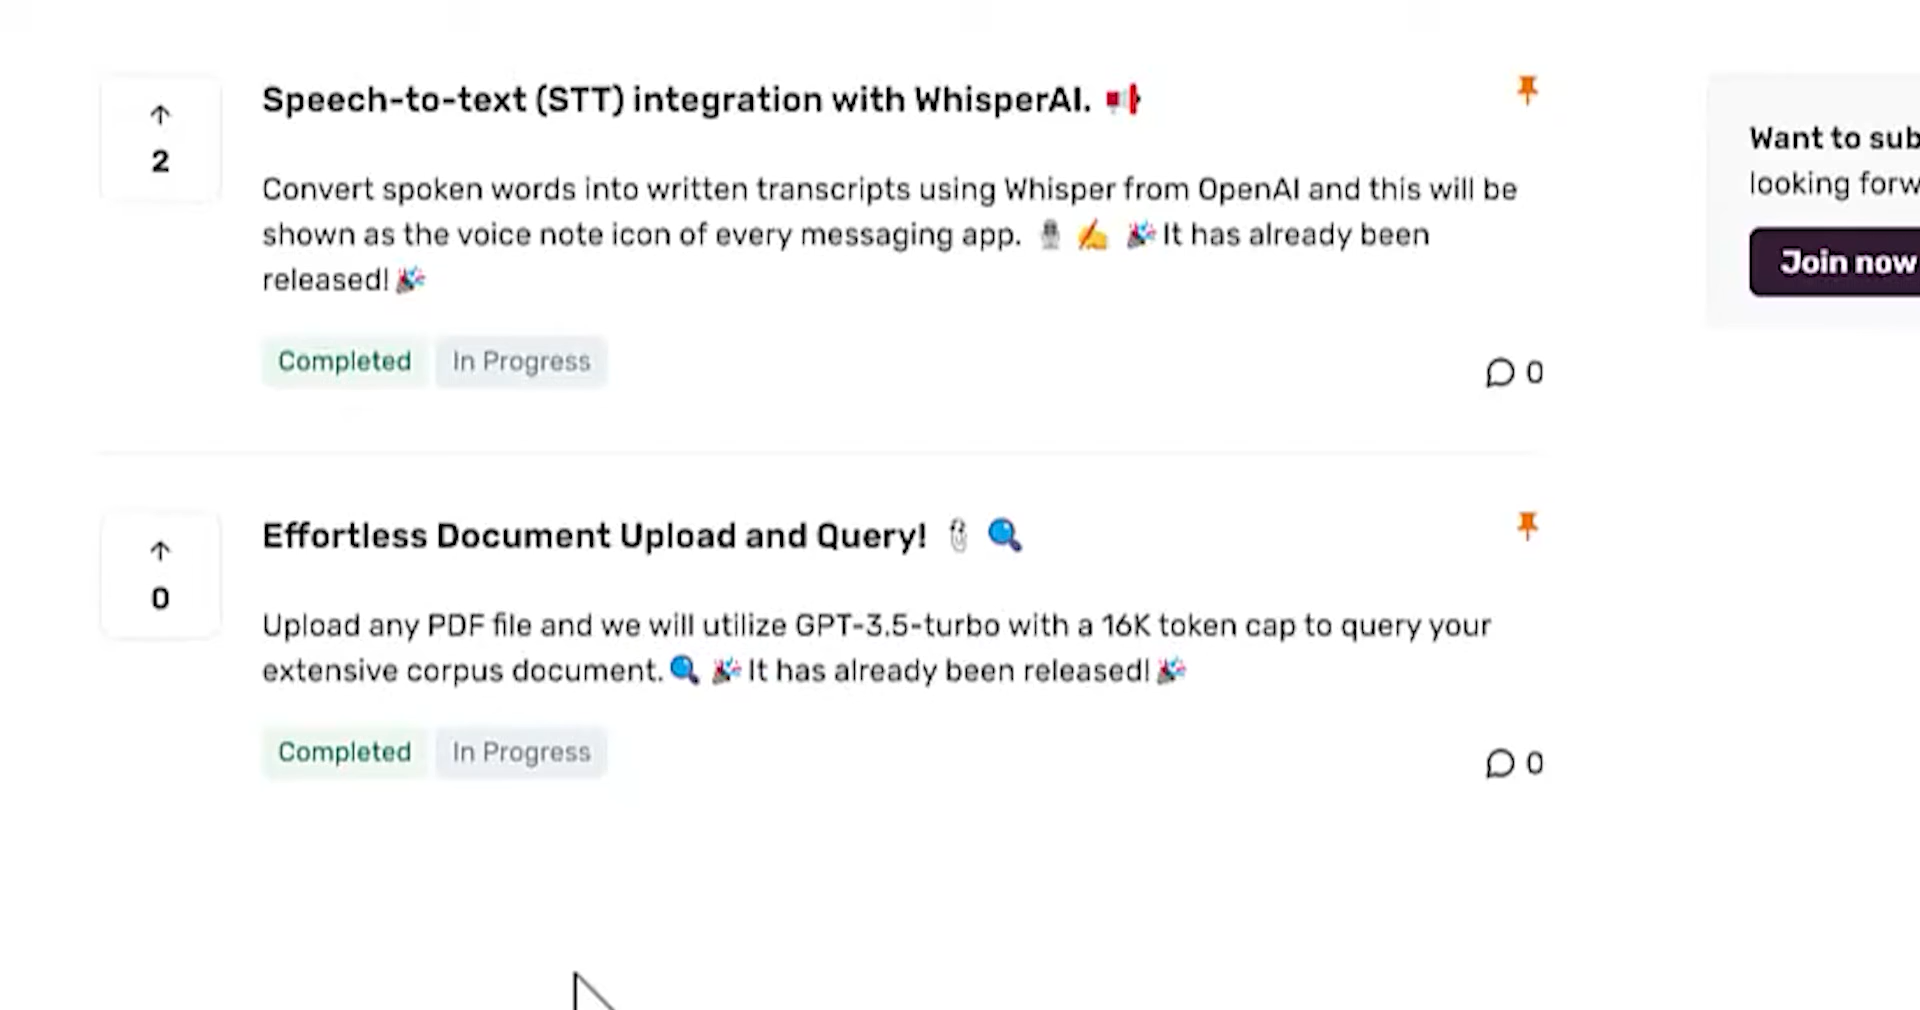 Speech-to-text (STT) integration with WhisperAI.
2
Convert spoken words into written transcripts using Whisper from OpenAI and this will be
shown as the voice note icon of every messaging app. 🎙️ ✍️ 🎉 It has already been
released! 🎉
Completed In Progress
0
Effortless Document Upload and Query! 🖇️ 🔍
0
Upload any PDF file and we will utilize GPT-3.5-turbo with a 16K token cap to query your
extensive corpus document. 🔍 🎉 It has already been released! 🎉
Completed In Progress
0
Want to sub
looking forw
Join now